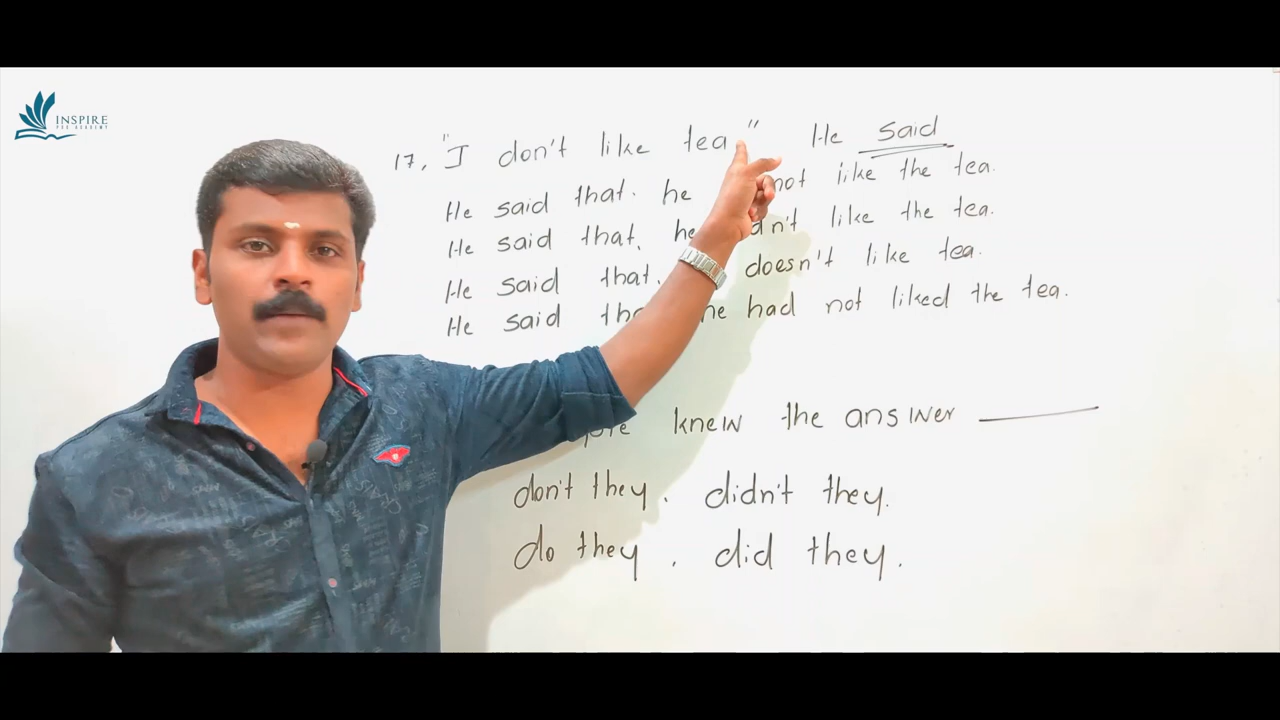 INSPIRE
PSC ACADEMY
17, "I don't like tea" He said
He said that he not like the tea.
He said that, he like the tea.
He said that, doesn't like tea.
He said he had not liked the tea.
knew the answer
don't they, didn't they.
do they, did they.